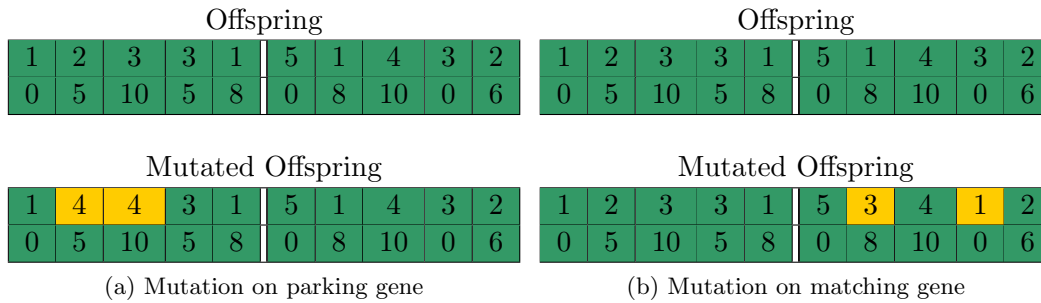 Offspring
1 2 3 3 1 5 1 4 3 2
0 5 10 5 8 0 8 10 0 6
Mutated Offspring
1 4 4 3 1 5 1 4 3 2
0 5 10 5 8 0 8 10 0 6
(a) Mutation on parking gene
Offspring
1 2 3 3 1 5 1 4 3 2
0 5 10 5 8 0 8 10 0 6
Mutated Offspring
1 2 3 3 1 5 3 4 1 2
0 5 10 5 8 0 8 10 0 6
(b) Mutation on matching gene